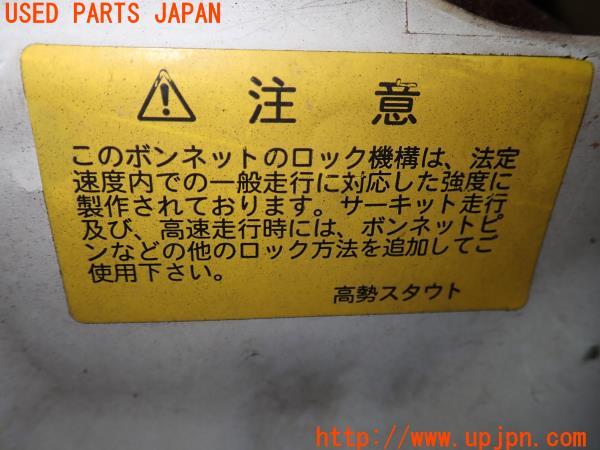 USED PARTS JAPAN
注 意
このボンネットのロック機構は、法定
速度内での一般走行に対応した強度に
製作されております。サーキット走行
及び、高速走行時には、ボンネットピ
ンなどの他のロック方法を追加してご
使用下さい。
高勢スタウト
http://www.upjpn.com/